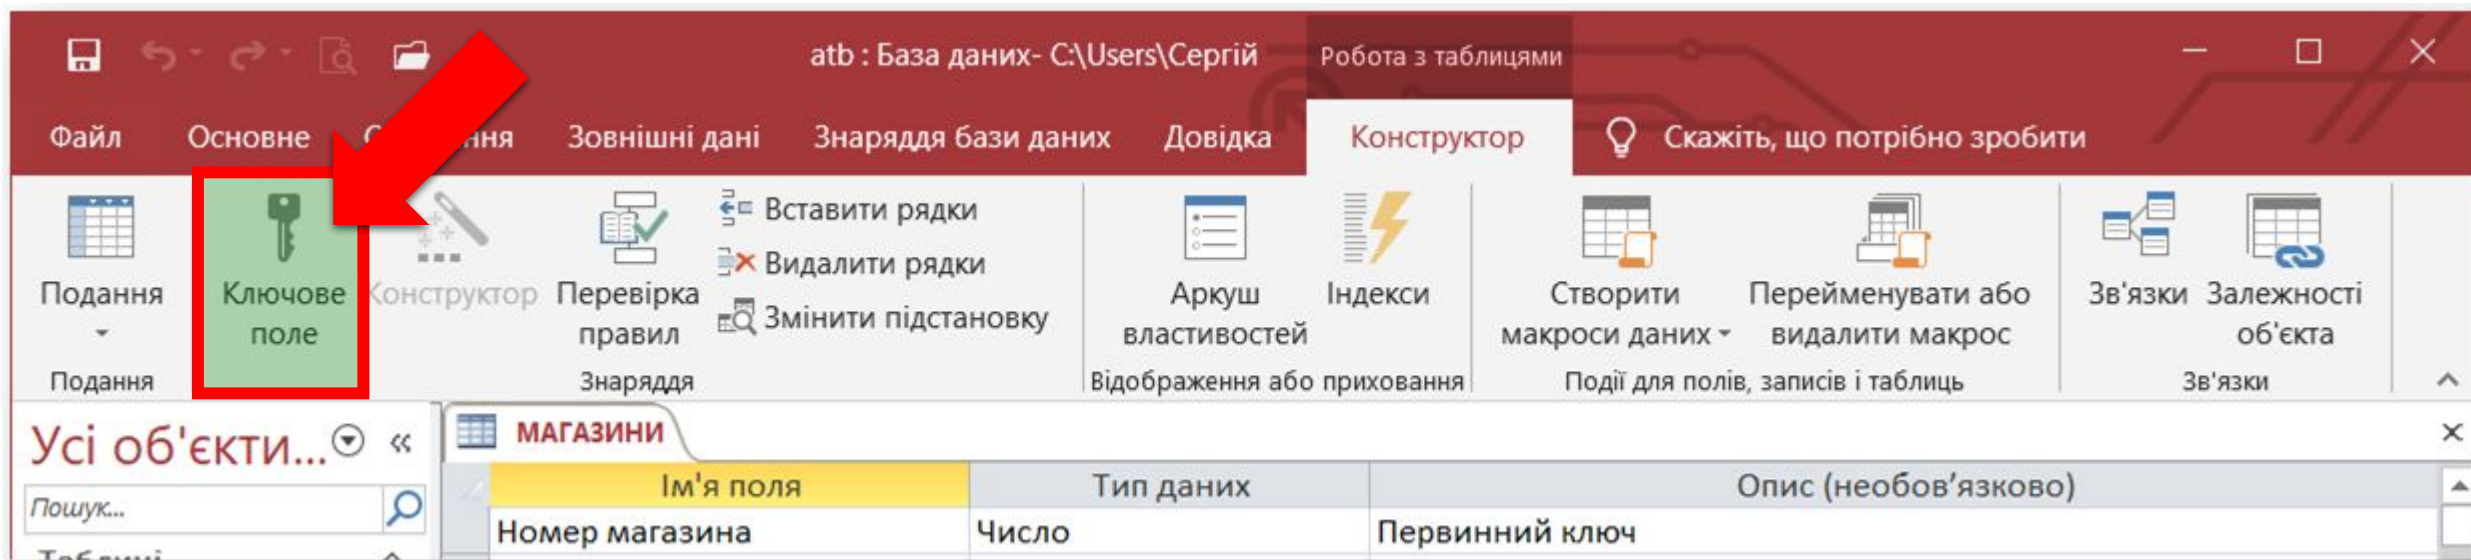 atb : База даних- C:\Users\Сергій
Робота з таблицями
Файл Основне Зовнішні дані Знаряддя бази даних Довідка Конструктор Скажіть, що потрібно зробити
Подання
Ключове поле
Конструктор
Перевірка правил
Вставити рядки
Видалити рядки
Змінити підстановку
Аркуш властивостей
Індекси
Створити макроси даних
Перейменувати або видалити макрос
Зв'язки
Залежності об'єкта
Подання Знаряддя Відображення або приховання Події для полів, записів і таблиць Зв'язки
Усі об'єкти... «
МАГАЗИНИ
Пошук...
Ім'я поля Тип даних Опис (необов'язково)
Номер магазина Число Первинний ключ